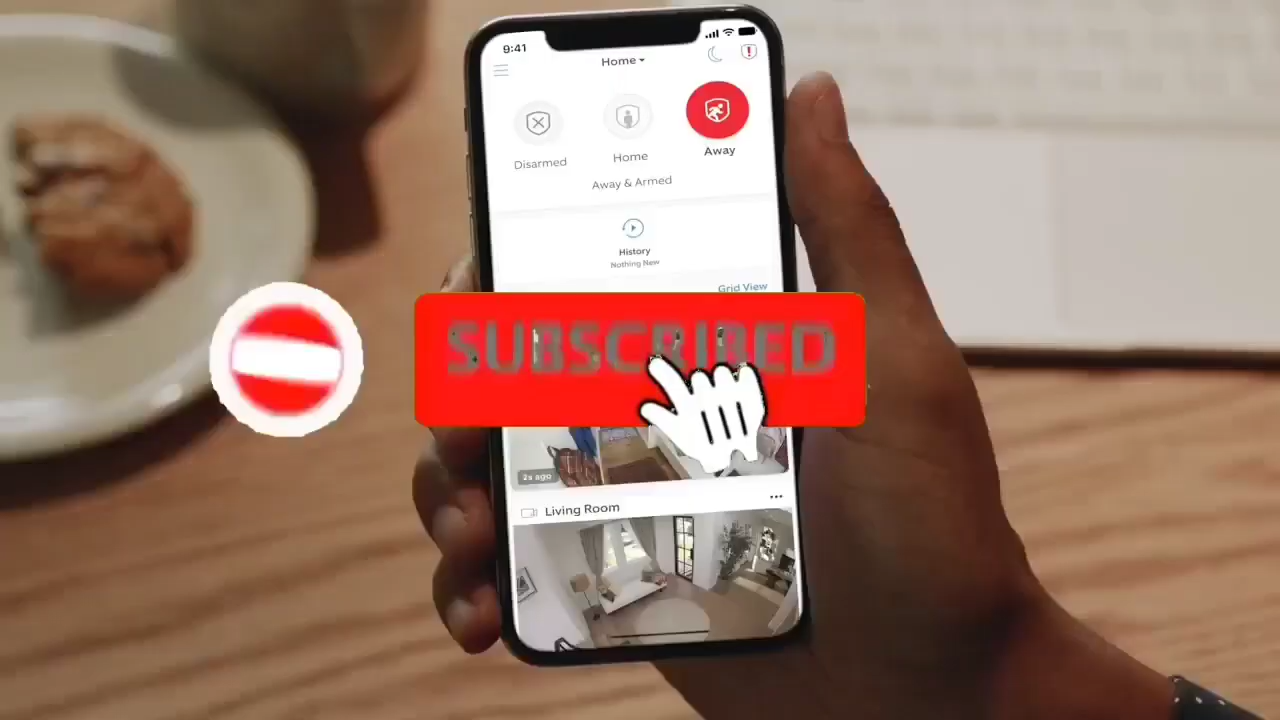 9:41
Home
Disarmed
Home
Away
Away & Armed
History
Nothing New
Grid View
SUBSCRIBED
2s ago
Living Room